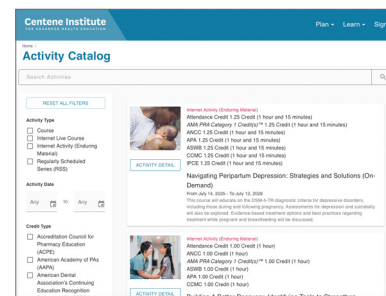 Centene Institute
FOR ADVANCED HEALTH EDUCATION
Plan
Learn
Sign
Home /
Activity Catalog
Search Activities
RESET ALL FILTERS
Activity Type
Course
Internet Live Course
Internet Activity (Enduring
Material)
Regularly Scheduled
Series (RSS)
Activity Date
Any TO Any
Credit Type
Accreditation Council for
Pharmacy Education
(ACPE)
American Academy of PAs
(AAPA)
American Dental
Association's Continuing
Education Recognition
Internet Activity (Enduring Material)
Attendance Credit 1.25 Credit (1 hour and 15 minutes)
AMA PRA Category 1 Credit(s)™ 1.25 Credit (1 hour and 15 minutes)
ANCC 1.25 Credit (1 hour and 15 minutes)
APA 1.25 Credit (1 hour and 15 minutes)
ASWB 1.25 Credit (1 hour and 15 minutes)
CCMC 1.25 Credit (1 hour and 15 minutes)
IPCE 1.25 Credit (1 hour and 15 minutes)
ACTIVITY DETAIL
Navigating Peripartum Depression: Strategies and Solutions (On-
Demand)
From July 14, 2025 - To July 13, 2028
This course will educate on the DSM-5-TR diagnostic criteria for depressive disorders,
including those during and following pregnancy. Assessments for depression and suicidality
will also be explored. Evidence-based treatment options and best practices regarding
treatment while pregnant and breastfeeding will be discussed.
Internet Activity (Enduring Material)
Attendance Credit 1.00 Credit (1 hour)
ANCC 1.00 Credit (1 hour)
AMA PRA Category 1 Credit(s)™ 1.00 Credit (1 hour)
ASWB 1.00 Credit (1 hour)
APA 1.00 Credit (1 hour)
CCMC 1.00 Credit (1 hour)
ACTIVITY DETAIL